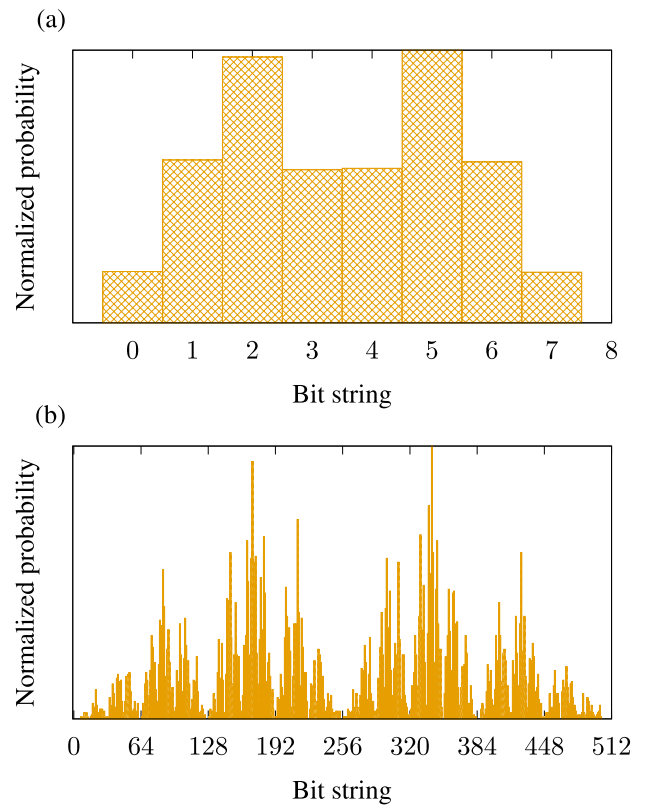 (a)
Normalized probability
0 1 2 3 4 5 6 7 8
Bit string
(b)
Normalized probability
0 64 128 192 256 320 384 448 512
Bit string